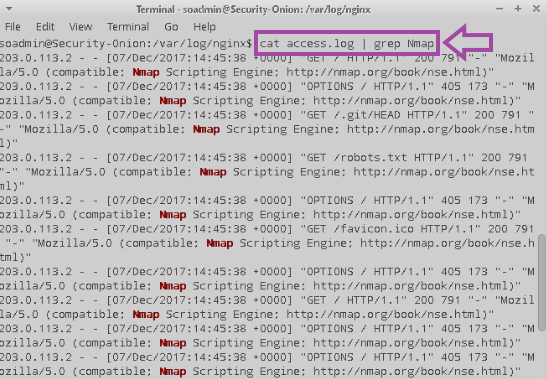 Terminal - soadmin@Security-Onion: /var/log/nginx
File Edit View Terminal Go Help
soadmin@Security-Onion:/var/log/nginx$ cat access.log | grep Nmap
203.0.113.2 - - [07/Dec/2017:14:45:38 +0000] "GET / HTTP/1.1" 200 791 "-" "Mozil
la/5.0 (compatible; Nmap Scripting Engine; http://nmap.org/book/nse.html)"
203.0.113.2 - - [07/Dec/2017:14:45:38 +0000] "OPTIONS / HTTP/1.1" 405 173 "-" "M
ozilla/5.0 (compatible; Nmap Scripting Engine; http://nmap.org/book/nse.html)"
203.0.113.2 - - [07/Dec/2017:14:45:38 +0000] "GET /.git/HEAD HTTP/1.1" 200 791 "
-" "Mozilla/5.0 (compatible; Nmap Scripting Engine; http://nmap.org/book/nse.htm
l)"
203.0.113.2 - - [07/Dec/2017:14:45:38 +0000] "GET /robots.txt HTTP/1.1" 200 791
"-" "Mozilla/5.0 (compatible; Nmap Scripting Engine; http://nmap.org/book/nse.ht
ml)"
203.0.113.2 - - [07/Dec/2017:14:45:38 +0000] "OPTIONS / HTTP/1.1" 405 173 "-" "M
ozilla/5.0 (compatible; Nmap Scripting Engine; http://nmap.org/book/nse.html)"
203.0.113.2 - - [07/Dec/2017:14:45:38 +0000] "GET /favicon.ico HTTP/1.1" 200 791
 "-" "Mozilla/5.0 (compatible; Nmap Scripting Engine; http://nmap.org/book/nse.h
tml)"
203.0.113.2 - - [07/Dec/2017:14:45:38 +0000] "OPTIONS / HTTP/1.1" 405 173 "-" "M
ozilla/5.0 (compatible; Nmap Scripting Engine; http://nmap.org/book/nse.html)"
203.0.113.2 - - [07/Dec/2017:14:45:38 +0000] "GET / HTTP/1.1" 200 791 "-" "Mozil
la/5.0 (compatible; Nmap Scripting Engine; http://nmap.org/book/nse.html)"
203.0.113.2 - - [07/Dec/2017:14:45:38 +0000] "OPTIONS / HTTP/1.1" 405 173 "-" "M
ozilla/5.0 (compatible; Nmap Scripting Engine; http://nmap.org/book/nse.html)"
203.0.113.2 - - [07/Dec/2017:14:45:38 +0000] "OPTIONS / HTTP/1.1" 405 173 "-" "M
ozilla/5.0 (compatible; Nmap Scripting Engine; http://nmap.org/book/nse.html)"